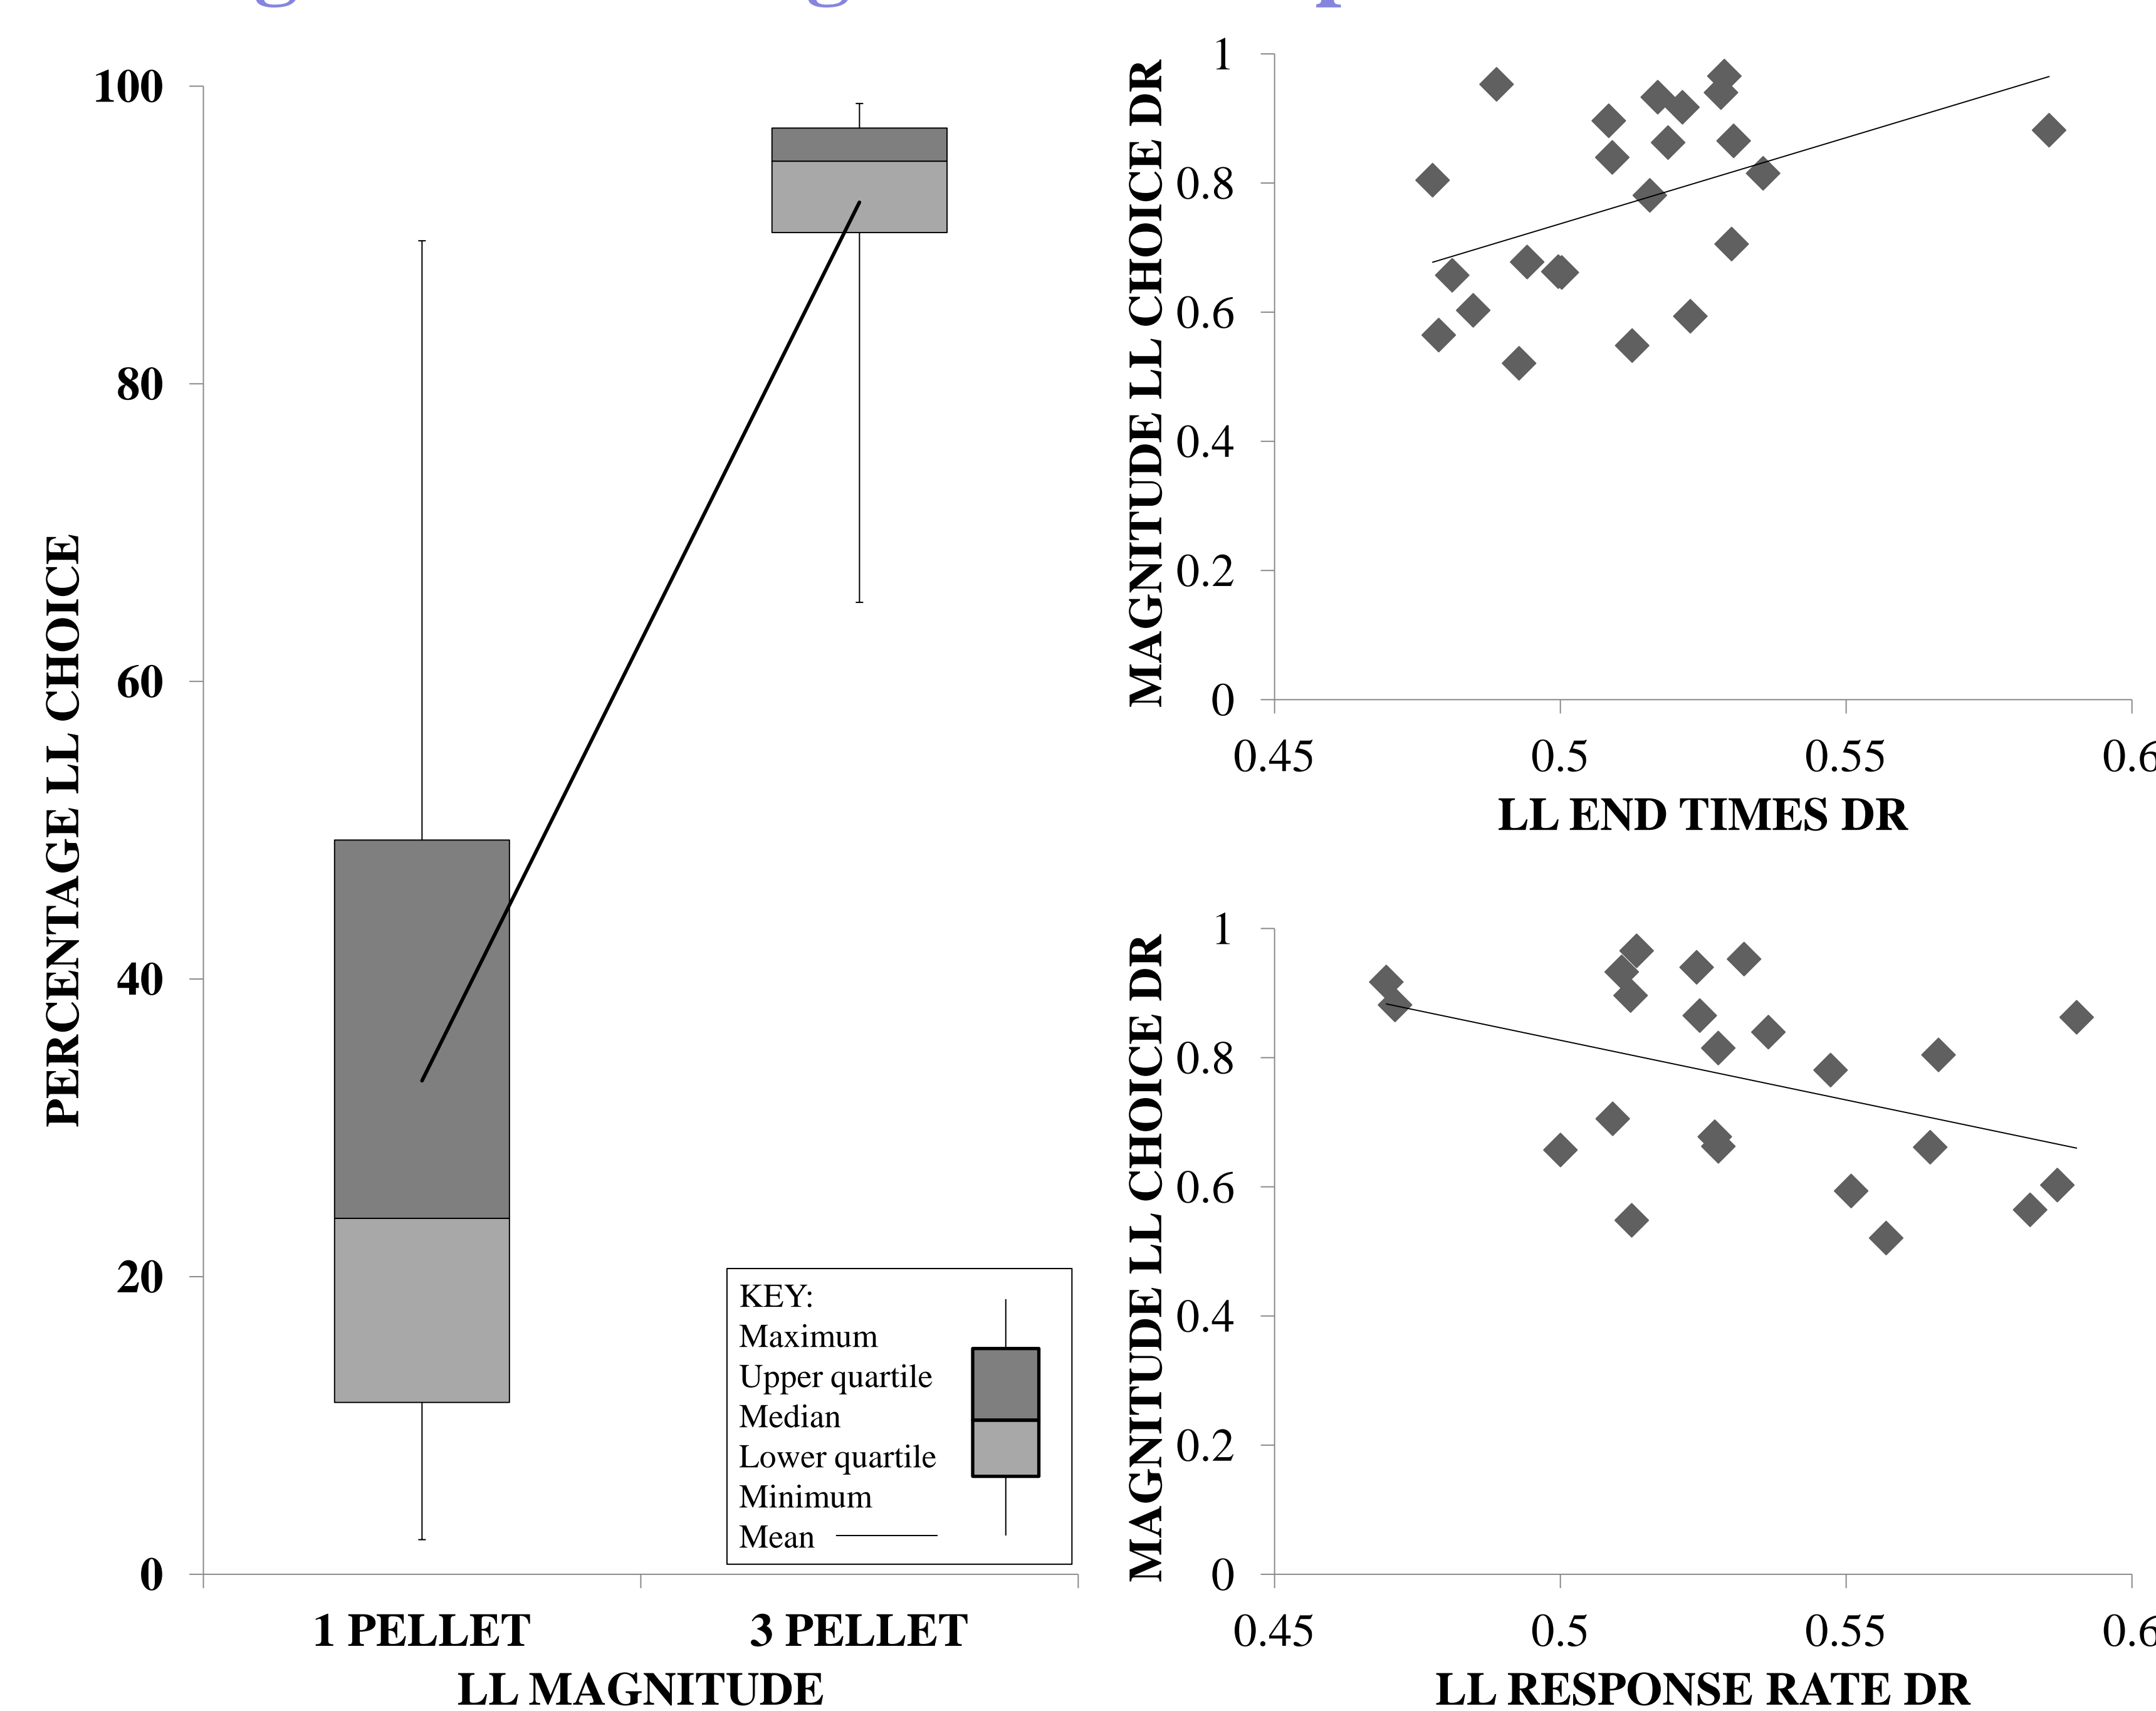 100
80
60
40
20
0
PERCENTAGE LL CHOICE
1 PELLET
3 PELLET
LL MAGNITUDE
KEY:
Maximum
Upper quartile
Median
Lower quartile
Minimum
Mean
MAGNITUDE LL CHOICE DR
1
0.8
0.6
0.4
0.2
0
0.45 0.5 0.55
LL END TIMES DR
MAGNITUDE LL CHOICE DR
1
0.8
0.6
0.4
0.2
0
0.45 0.5 0.55
LL RESPONSE RATE DR